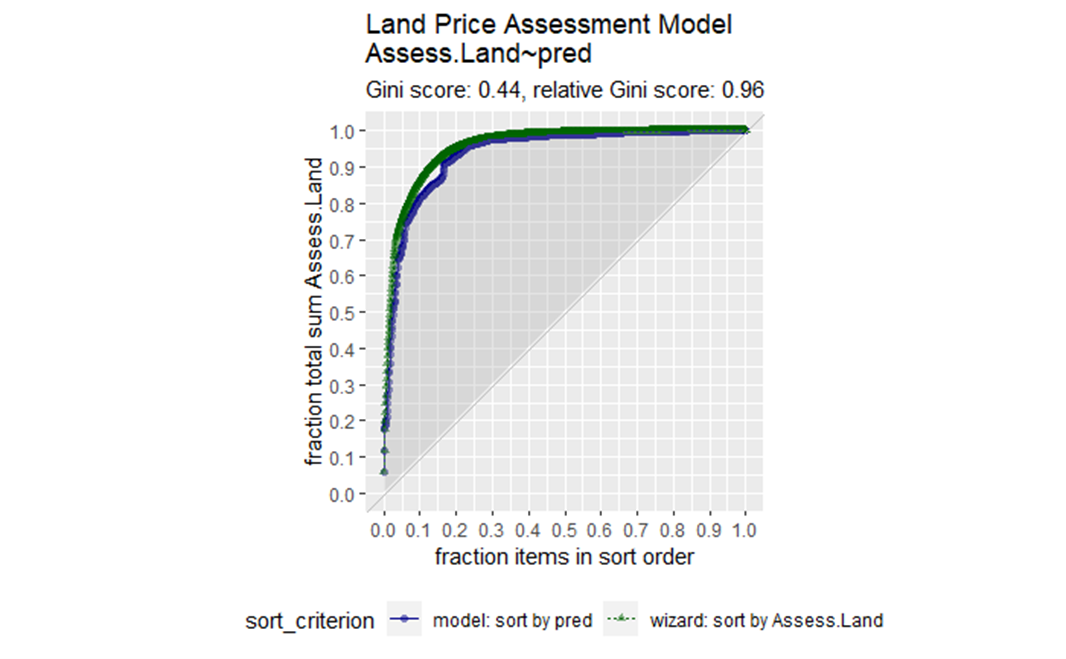 Land Price Assessment Model
Assess.Land~pred
Gini score: 0.44, relative Gini score: 0.96
fraction total sum Assess.Land
1.0
0.9
0.8
0.7
0.6
0.5
0.4
0.3
0.2
0.1
0.0
0.0 0.1 0.2 0.3 0.4 0.5 0.6 0.7 0.8 0.9 1.0
fraction items in sort order
sort_criterion model: sort by pred wizard: sort by Assess.Land